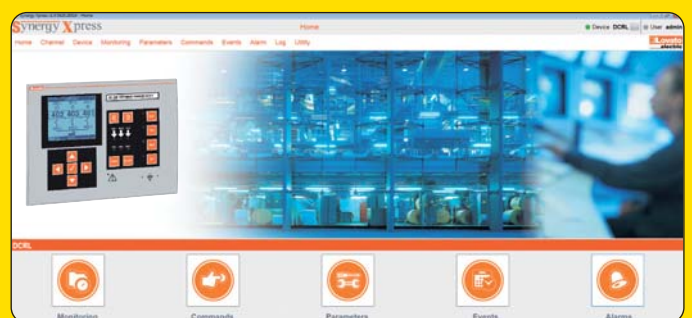 Synergy Xpress
Home
Device DCRL
User admin
Home Channel Device Monitoring Parameters Commands Events Alarm Log Utility
Lovato electric
DCRL
Monitoring
Commands
Parameters
Events
Alarms